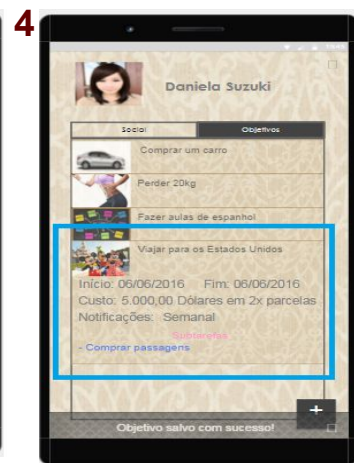 4
Daniela Suzuki
Social Objetivos
Comprar um carro
Perder 20kg
Fazer aulas de espanhol
Viajar para os Estados Unidos
Início: 06/06/2016 Fim: 06/06/2016
Custo: 5.000,00 Dólares em 2x parcelas
Notificações: Semanal
Subtarefas
- Comprar passagens
+
Objetivo salvo com sucesso!